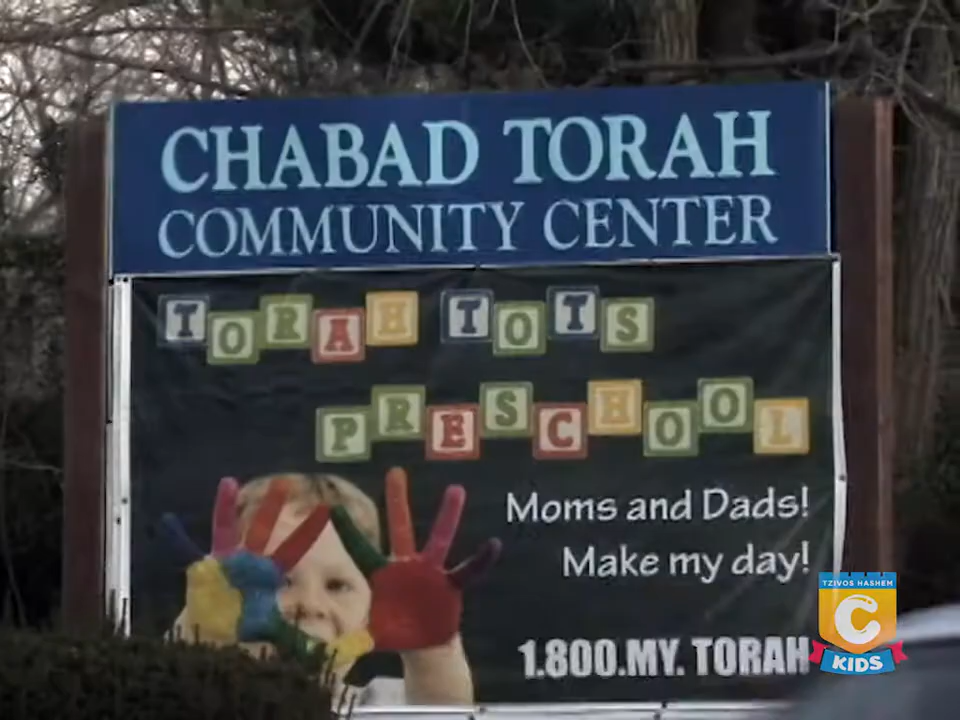 CHABAD TORAH
COMMUNITY CENTER
TORAH TOTS
PRESCHOOL
Moms and Dads!
Make my day!
1.800.MY. TORAH
TZIVOS HASHEM
C
KIDS